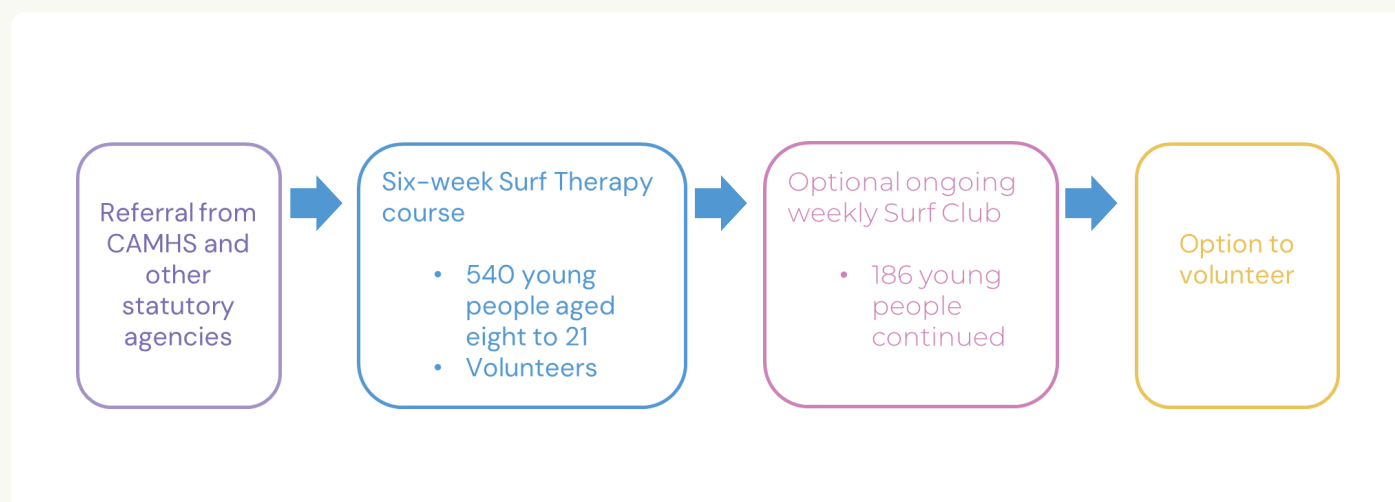 Referral from
CAMHS and
other
statutory
agencies
Six-week Surf Therapy
course
• 540 young
people aged
eight to 21
• Volunteers
Optional ongoing
weekly Surf Club
• 186 young
people
continued
Option to
volunteer